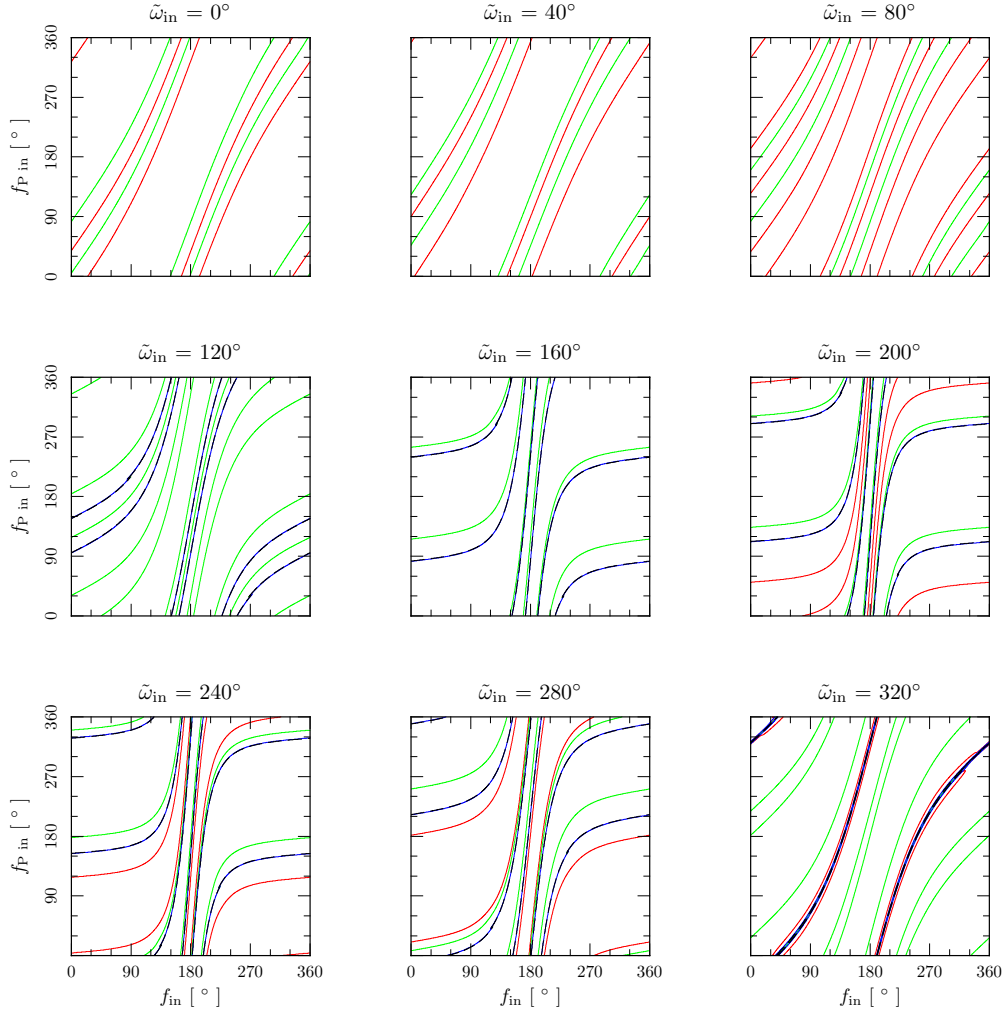 ω̃in = 0°
ω̃in = 40°
ω̃in = 80°
360
270
180
90
0
fP in [ ° ]
ω̃in = 120°
ω̃in = 160°
ω̃in = 200°
360
270
180
90
0
fP in [ ° ]
ω̃in = 240°
ω̃in = 280°
ω̃in = 320°
360
270
180
90
fP in [ ° ]
0 90 180 270 360
0 90 180 270 360
0 90 180 270 360
fin [ ° ]
fin [ ° ]
fin [ ° ]